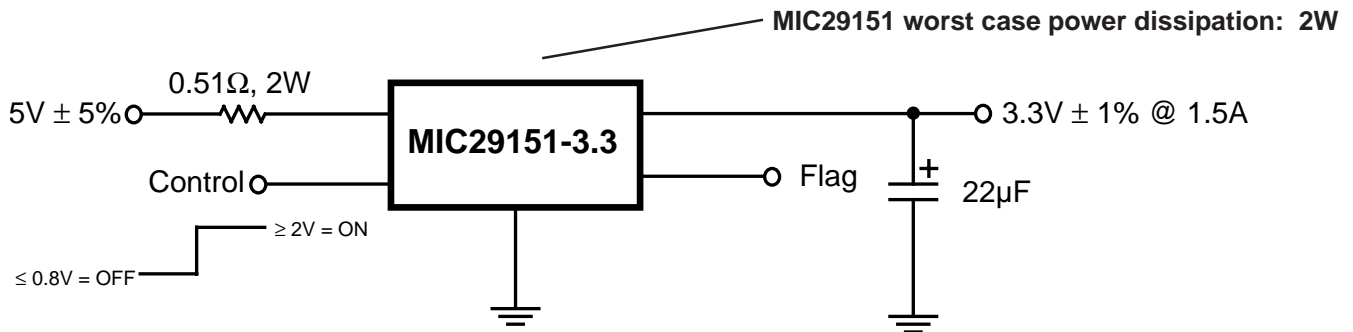 MIC29151 worst case power dissipation: 2W
0.51Ω, 2W
5V ± 5%
MIC29151-3.3
3.3V ± 1% @ 1.5A
Control
Flag
+
22µF
≥ 2V = ON
≤ 0.8V = OFF